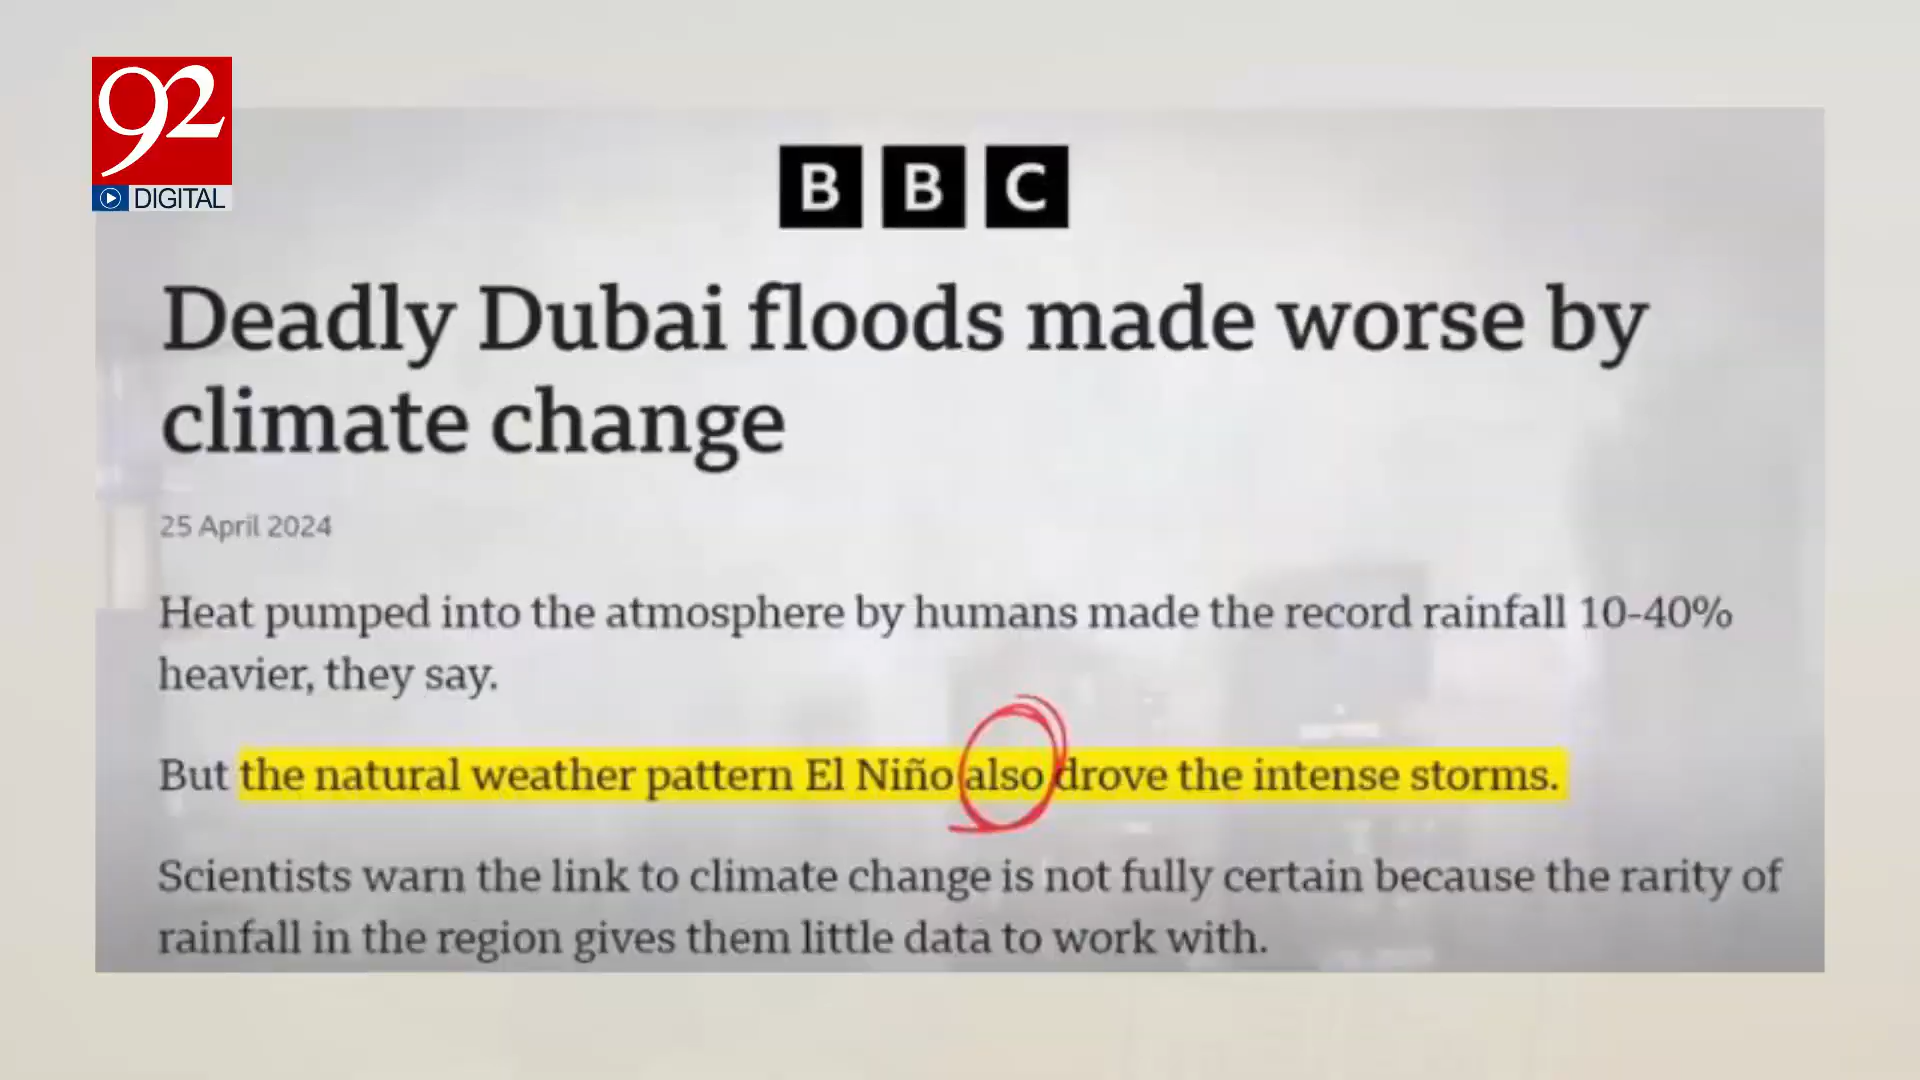 92
DIGITAL
BBC
Deadly Dubai floods made worse by
climate change
25 April 2024
Heat pumped into the atmosphere by humans made the record rainfall 10-40%
heavier, they say.
But the natural weather pattern El Niño also drove the intense storms.
Scientists warn the link to climate change is not fully certain because the rarity of
rainfall in the region gives them little data to work with.